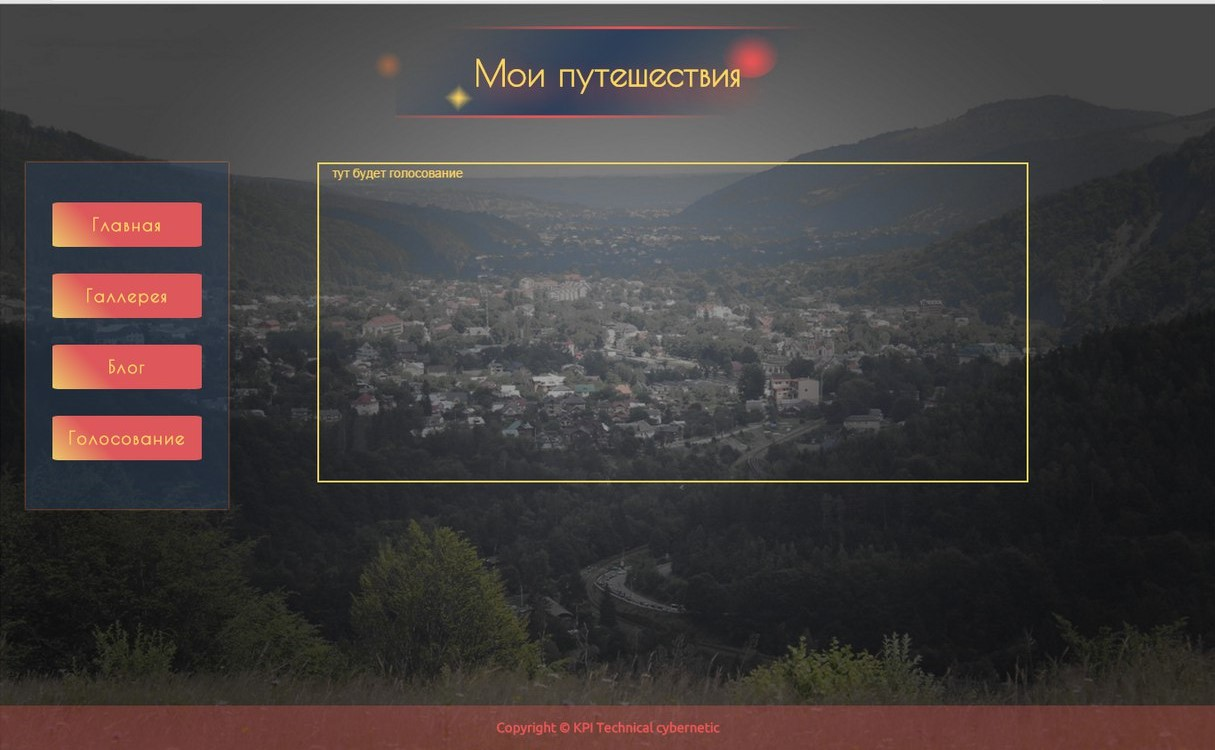 Мои путешествия
тут будет голосование
Главная
Галлерея
Блог
Голосование
Copyright © KPI Technical cybernetic